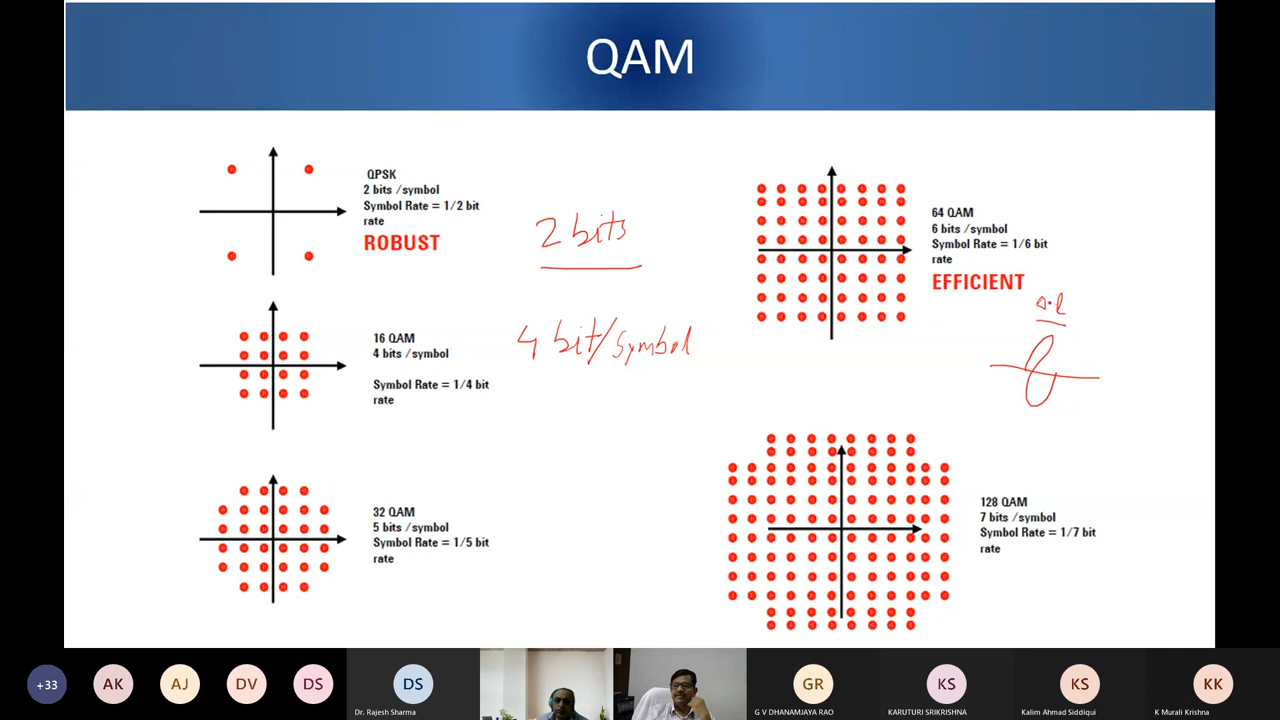 QAM
QPSK
2 bits /symbol
Symbol Rate = 1/2 bit
rate
ROBUST
2 bits
16 QAM
4 bits /symbol
Symbol Rate = 1/4 bit
rate
4 bit/symbol
32 QAM
5 bits /symbol
Symbol Rate = 1/5 bit
rate
64 QAM
6 bits /symbol
Symbol Rate = 1/6 bit
rate
EFFICIENT
128 QAM
7 bits /symbol
Symbol Rate = 1/7 bit
rate
+33
AK
AJ
DV
DS
DS
Dr. Rajesh Sharma
GR
G V DHANAMJAYA RAO
KS
KARUTURI SRIKRISHNA
KS
Kalim Ahmad Siddiqui
KK
K Murali Krishna